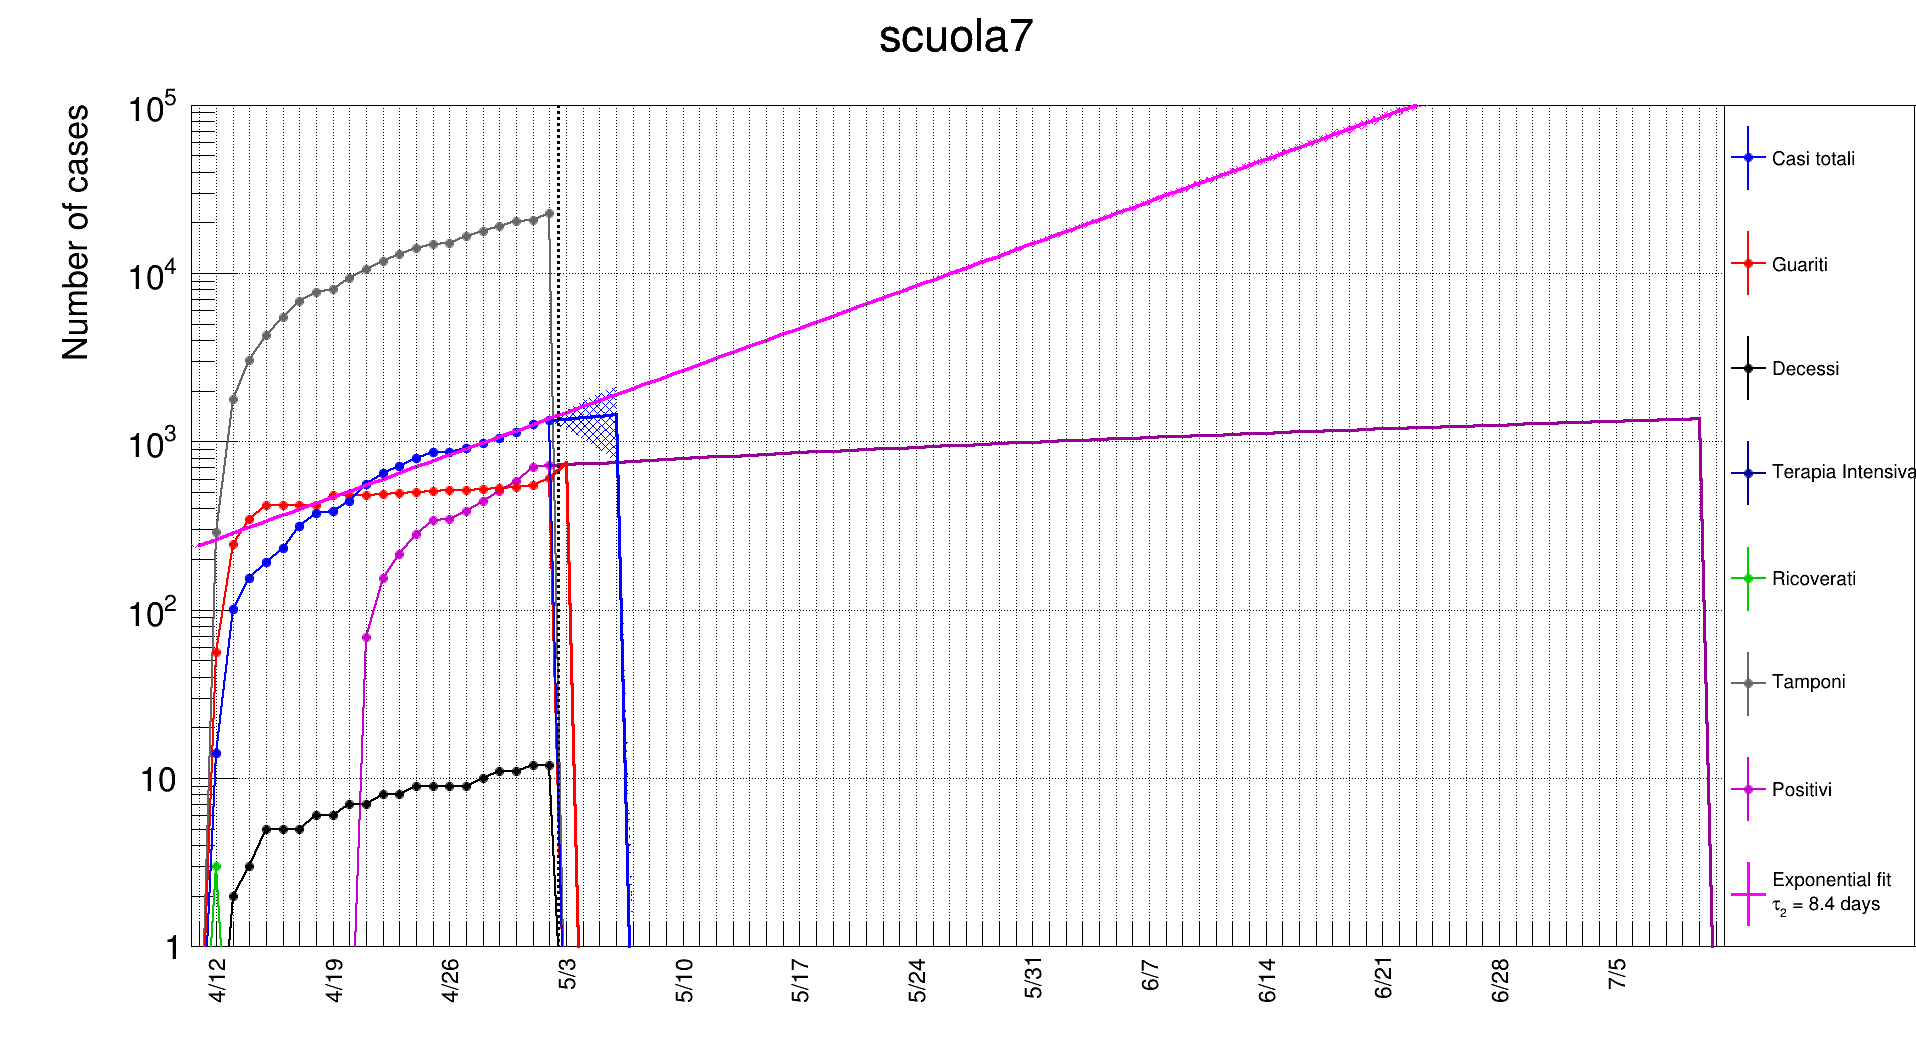 scuola7
Number of cases
10^5
10^4
10^3
10^2
10
1
4/12
4/19
4/26
5/3
5/10
5/17
5/24
5/31
6/7
6/14
6/21
6/28
7/5
Casi totali
Guariti
Decessi
Terapia Intensiva
Ricoverati
Tamponi
Positivi
Exponential fit
τ_2 = 8.4 days